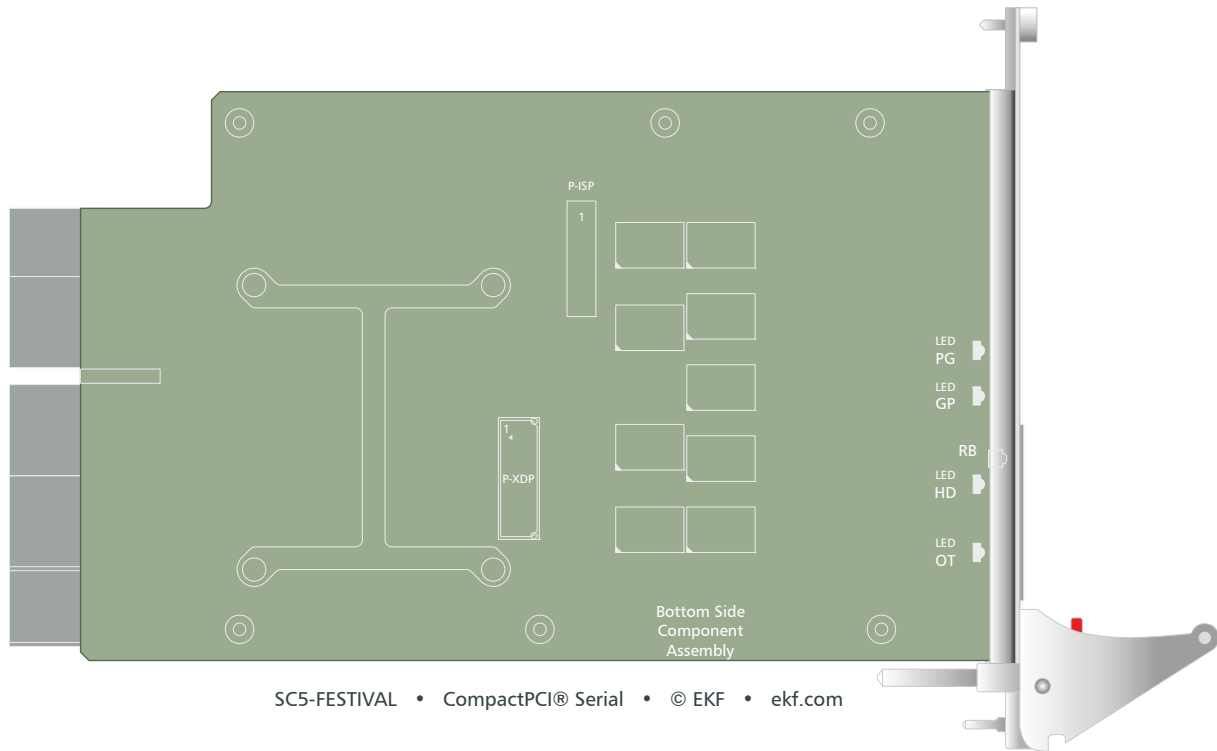 P-ISP
1
LED
PG
LED
GP
1
RB
P-XDP
LED
HD
LED
OT
Bottom Side
Component
Assembly
SC5-FESTIVAL • CompactPCI® Serial • © EKF • ekf.com